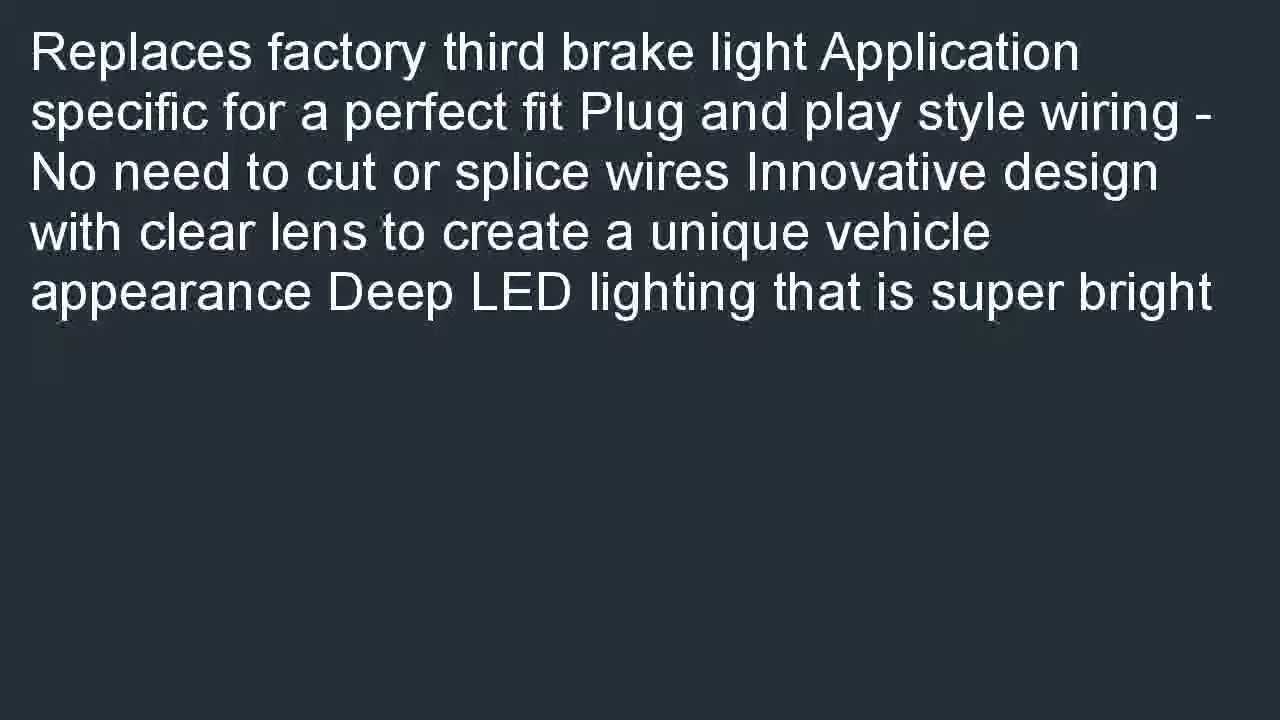 Replaces factory third brake light Application
specific for a perfect fit Plug and play style wiring -
No need to cut or splice wires Innovative design
with clear lens to create a unique vehicle
appearance Deep LED lighting that is super bright